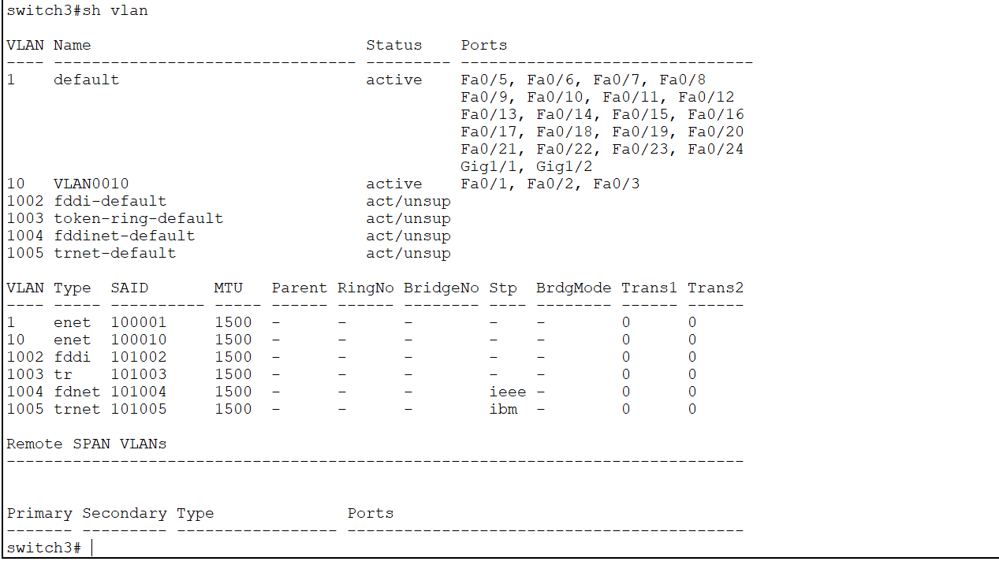 switch3#sh vlan
VLAN Name                             Status    Ports
---- -------------------------------- --------- -------------------------------
1    default                          active    Fa0/5, Fa0/6, Fa0/7, Fa0/8
                                                Fa0/9, Fa0/10, Fa0/11, Fa0/12
                                                Fa0/13, Fa0/14, Fa0/15, Fa0/16
                                                Fa0/17, Fa0/18, Fa0/19, Fa0/20
                                                Fa0/21, Fa0/22, Fa0/23, Fa0/24
                                                Gig1/1, Gig1/2
10   VLAN0010                         active    Fa0/1, Fa0/2, Fa0/3
1002 fddi-default                     act/unsup
1003 token-ring-default               act/unsup
1004 fddinet-default                  act/unsup
1005 trnet-default                    act/unsup
VLAN Type  SAID       MTU   Parent RingNo BridgeNo Stp  BrdgMode Trans1 Trans2
---- ----- ---------- ----- ------ ------ -------- ---- -------- ------ ------
1    enet  100001     1500  -      -      -        -    -        0      0
10   enet  100010     1500  -      -      -        -    -        0      0
1002 fddi  101002     1500  -      -      -        -    -        0      0
1003 tr    101003     1500  -      -      -        -    -        0      0
1004 fdnet 101004     1500  -      -      -        ieee -        0      0
1005 trnet 101005     1500  -      -      -        ibm  -        0      0
Remote SPAN VLANs
------------------------------------------------------------------------------
Primary Secondary Type              Ports
------- --------- ----------------- ------------------------------------------
switch3#